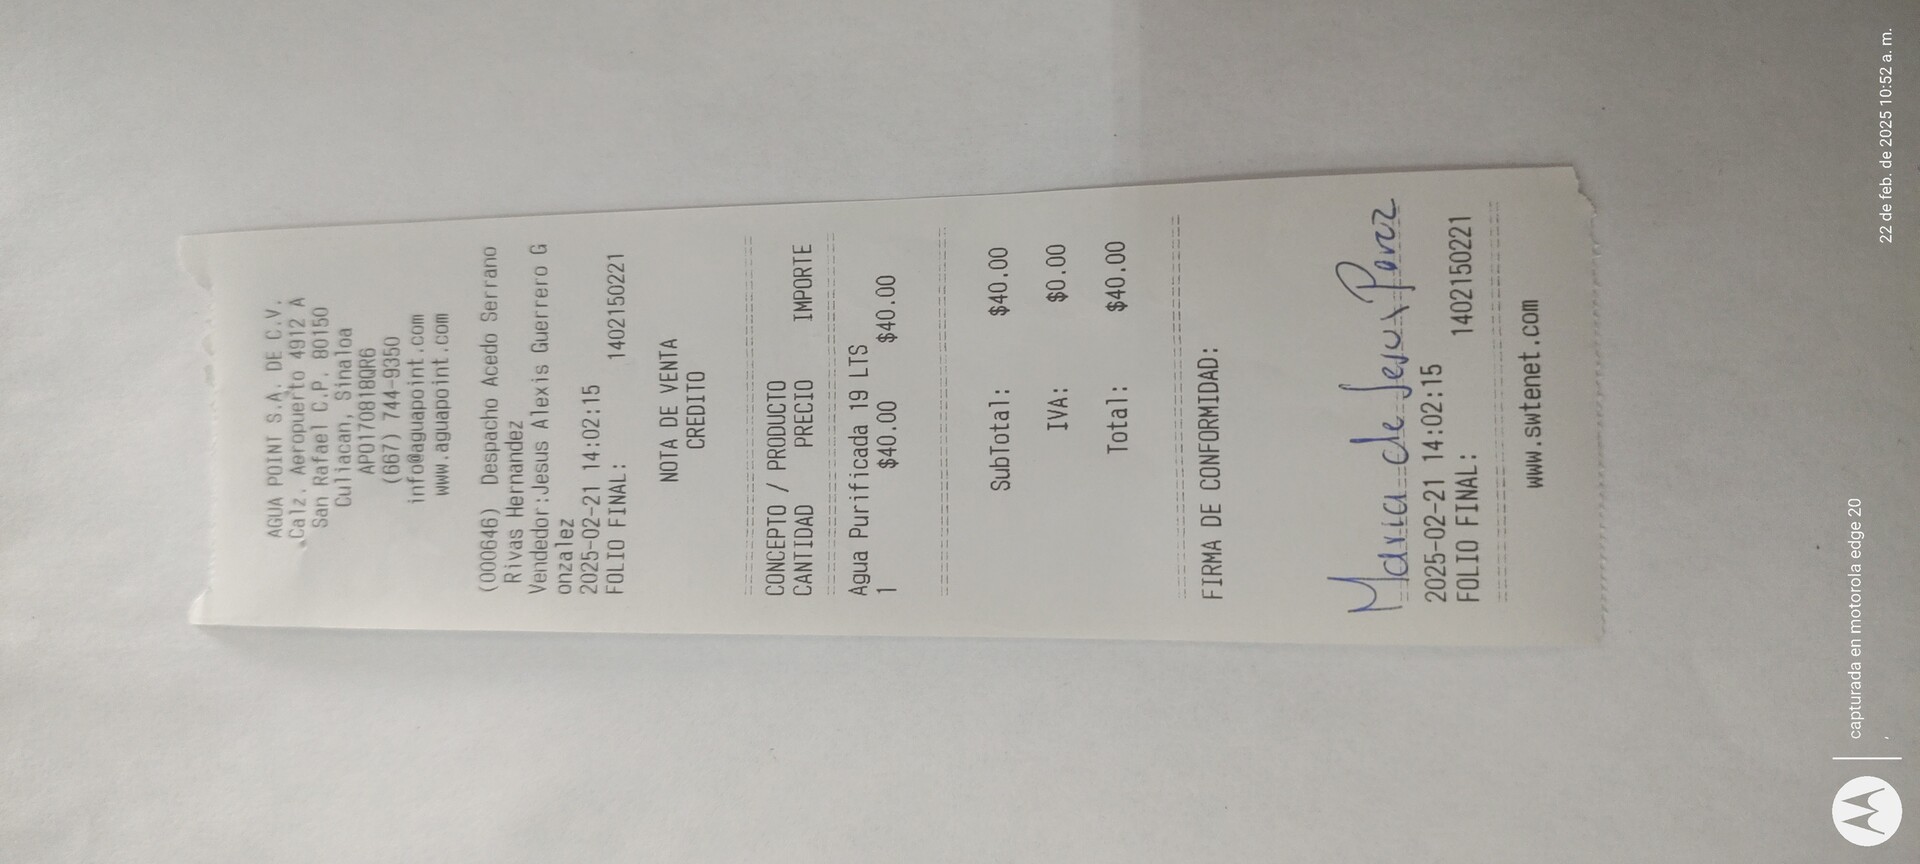 AGUA POINT S.A. DE C.V.
Calz. Aeropuerto 4912 A
San Rafael C.P. 80150
Culiacan, Sinaloa
APO170818QR6
(667) 744-9350
info@aguapoint.com
www.aguapoint.com
(000646) Despacho Acedo Serrano
Rivas Hernandez
Vendedor:Jesus Alexis Guerrero G
onzalez
2025-02-21 14:02:15
FOLIO FINAL: 1402150221
NOTA DE VENTA
CREDITO
CONCEPTO / PRODUCTO
CANTIDAD PRECIO IMPORTE
Agua Purificada 19 LTS
1 $40.00 $40.00
SubTotal: $40.00
IVA: $0.00
Total: $40.00
FIRMA DE CONFORMIDAD:
Maria de Jesus Perez
2025-02-21 14:02:15
FOLIO FINAL: 1402150221
www.swtenet.com
capturada en motorola edge 20
22 de feb. de 2025 10:52 a. m.